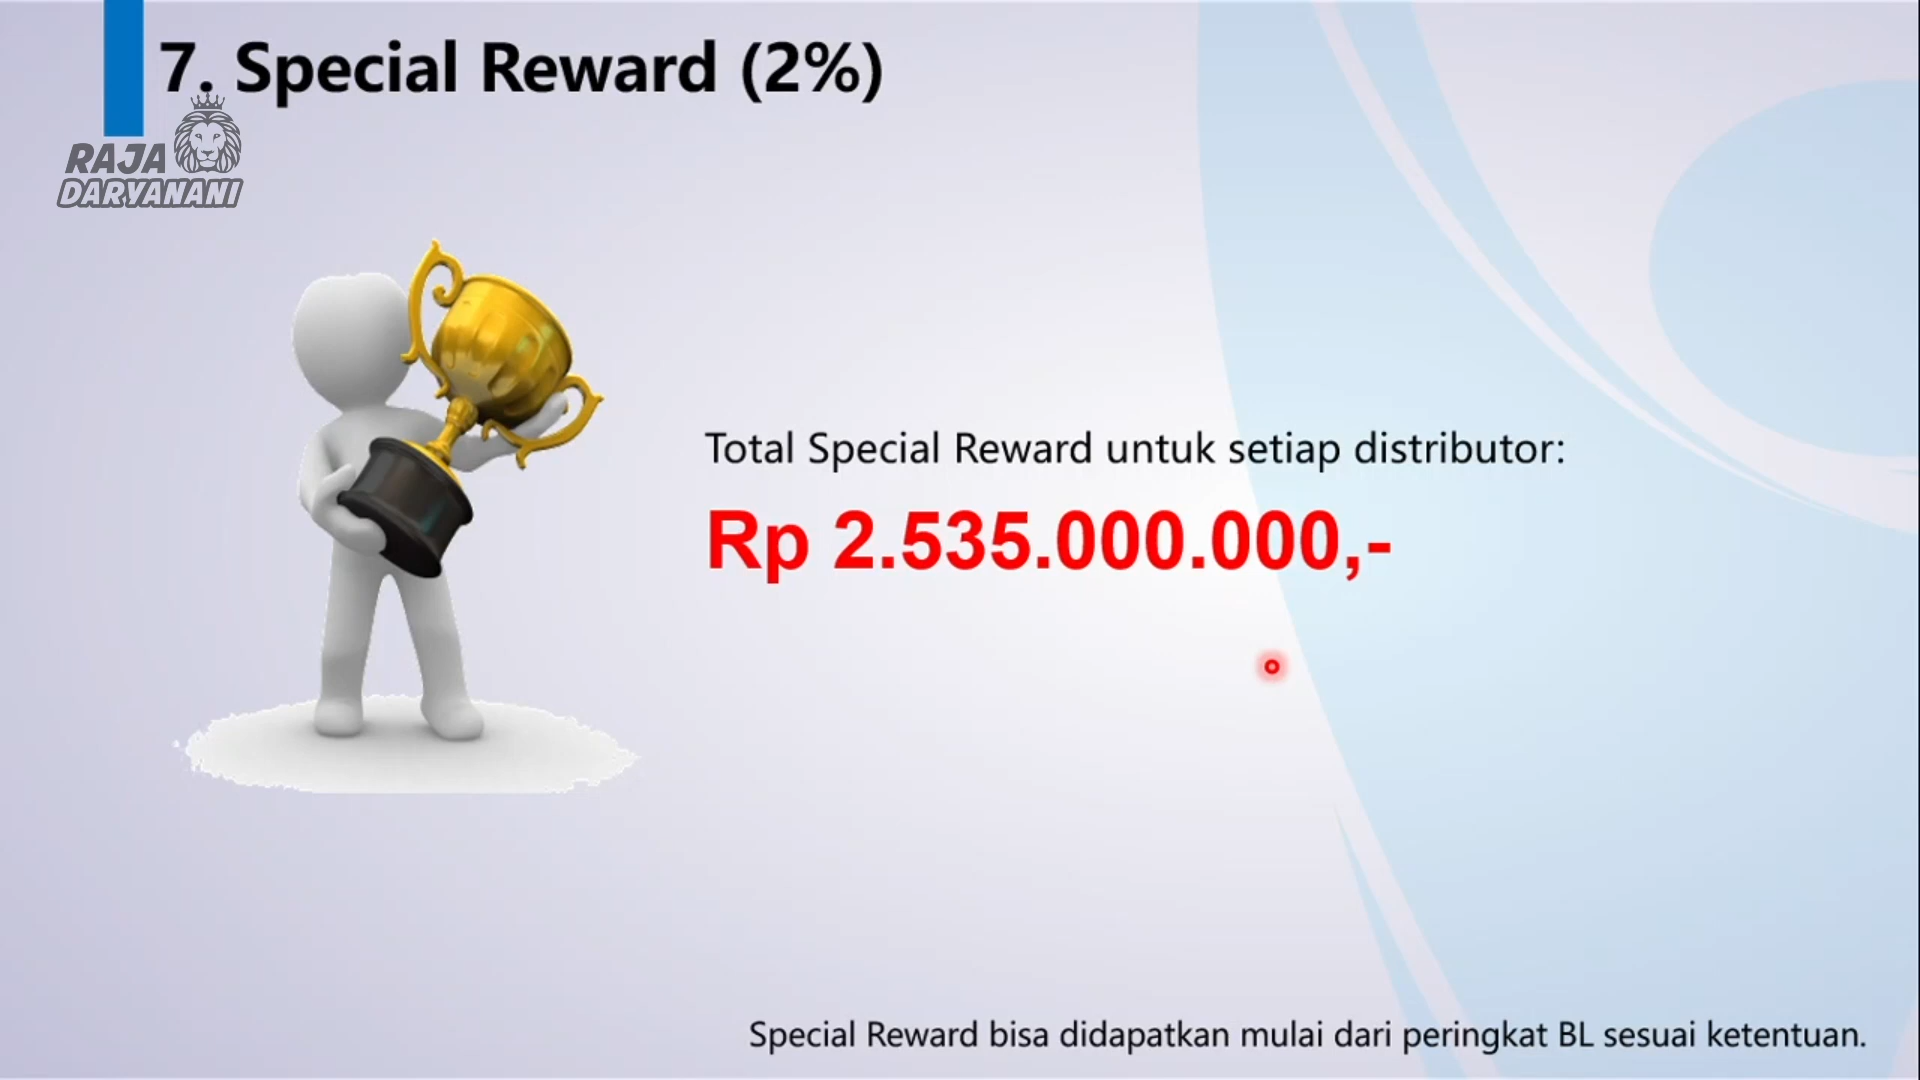 7. Special Reward (2%)
RAJA
DARYANANI
Total Special Reward untuk setiap distributor:
Rp 2.535.000.000,-
Special Reward bisa didapatkan mulai dari peringkat BL sesuai ketentuan.